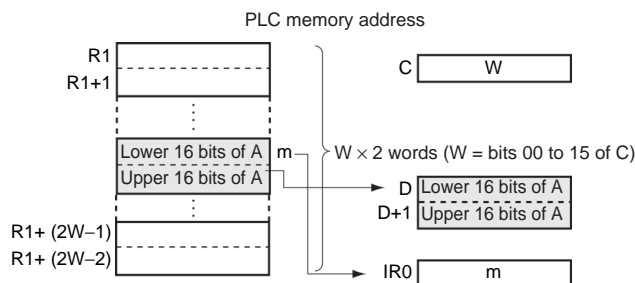 PLC memory address
R1
R1+1
C
W
Lower 16 bits of A
m
W × 2 words (W = bits 00 to 15 of C)
Upper 16 bits of A
D
Lower 16 bits of A
D+1
Upper 16 bits of A
R1+ (2W–1)
R1+ (2W–2)
IR0
m